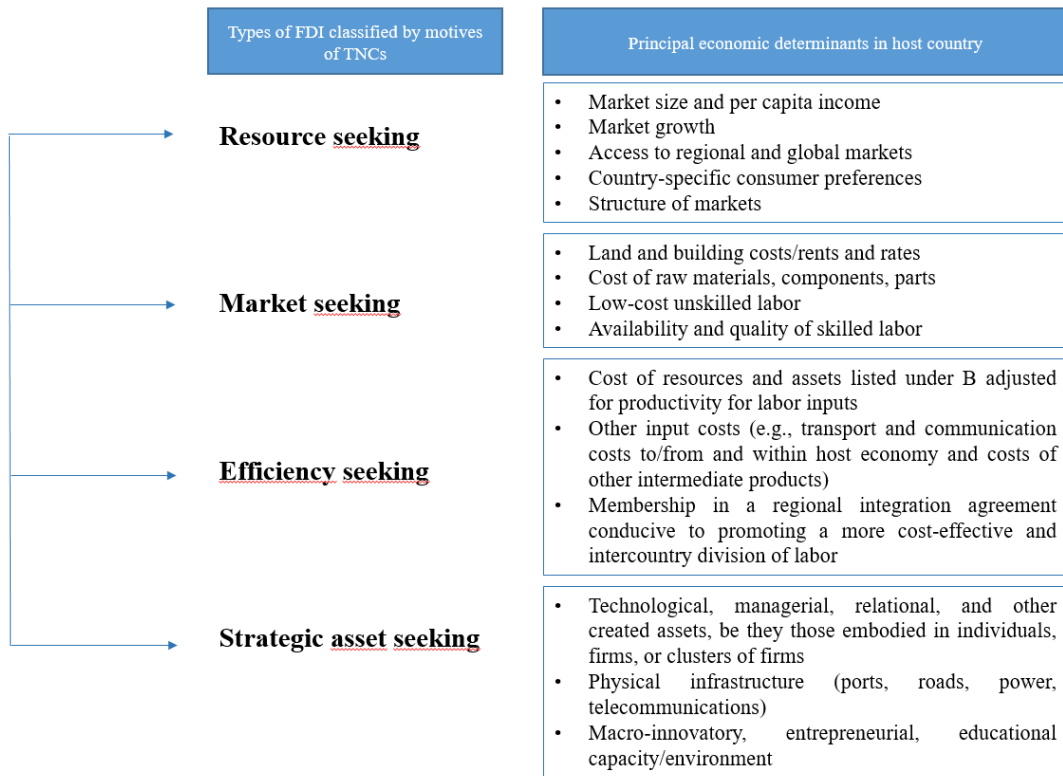 Types of FDI classified by motives
of TNCs
Principal economic determinants in host country
Resource seeking
• Market size and per capita income
• Market growth
• Access to regional and global markets
• Country-specific consumer preferences
• Structure of markets
Market seeking
• Land and building costs/rents and rates
• Cost of raw materials, components, parts
• Low-cost unskilled labor
• Availability and quality of skilled labor
Efficiency seeking
• Cost of resources and assets listed under B adjusted
for productivity for labor inputs
• Other input costs (e.g., transport and communication
costs to/from and within host economy and costs of
other intermediate products)
• Membership in a regional integration agreement
conducive to promoting a more cost-effective and
intercountry division of labor
Strategic asset seeking
• Technological, managerial, relational, and other
created assets, be they those embodied in individuals,
firms, or clusters of firms
• Physical infrastructure (ports, roads, power,
telecommunications)
• Macro-innovatory, entrepreneurial, educational
capacity/environment